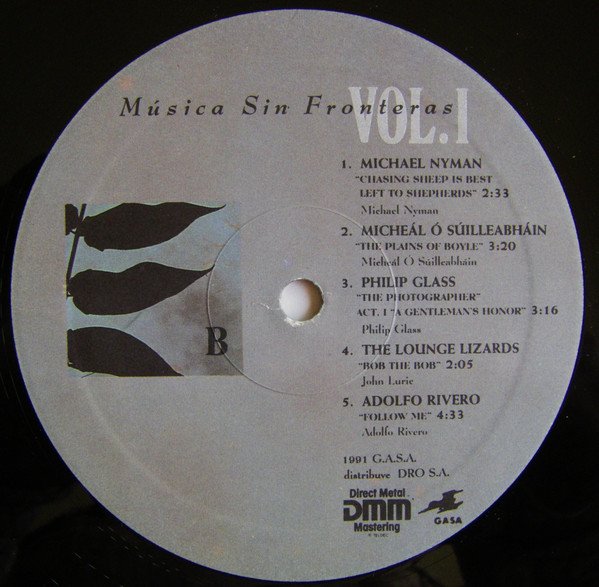 Música Sin Fronteras
VOL.I
1. MICHAEL NYMAN
"CHASING SHEEP IS BEST
LEFT TO SHEPHERDS" 2:33
Michael Nyman
2. MICHEÁL Ó SÚILLEABHÁIN
"THE PLAINS OF BOYLE" 3:20
Micheál Ó Súilleabháin
3. PHILIP GLASS
"THE PHOTOGRAPHER"
ACT. I "A GENTLEMAN'S HONOR" 3:16
Philip Glass
4. THE LOUNGE LIZARDS
"BOB THE BOB" 2:05
John Lurie
5. ADOLFO RIVERO
"FOLLOW ME" 4:33
Adolfo Rivero
B
1991 G.A.S.A.
distribuye DRO S.A.
Direct Metal
DMM
Mastering
GASA